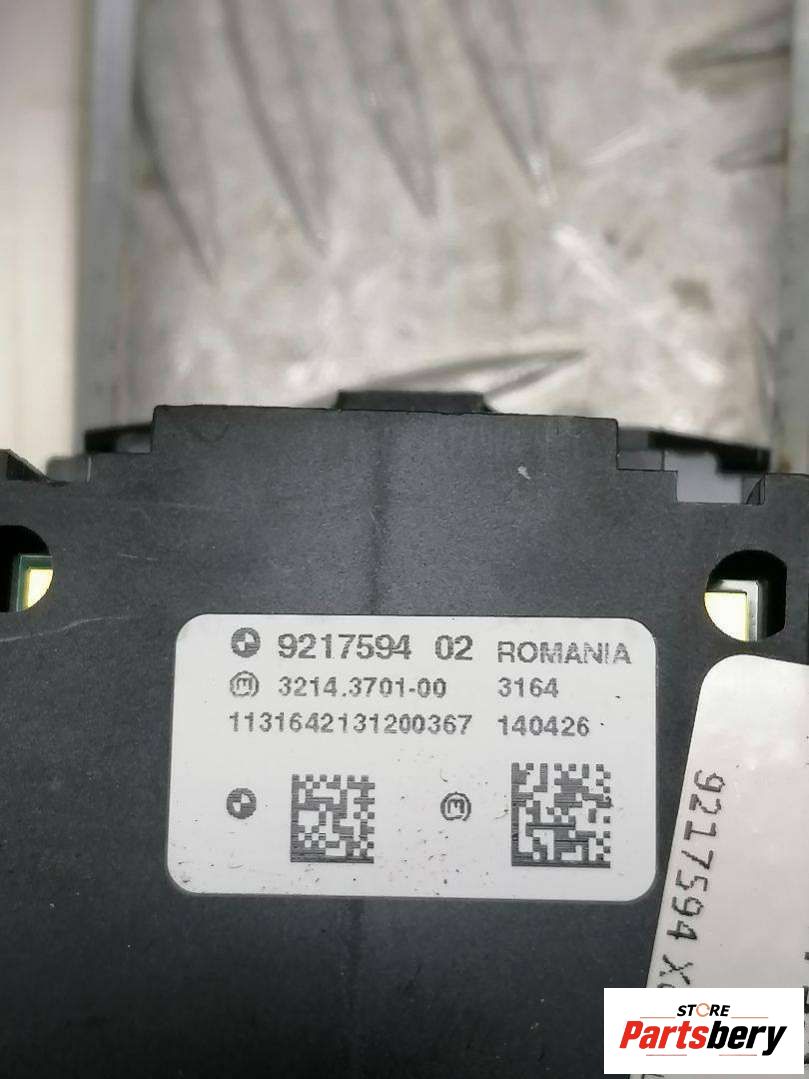 9217594 02 ROMANIA
3214.3701-00 3164
1131642131200367 140426
9217594
STORE
Partsbery